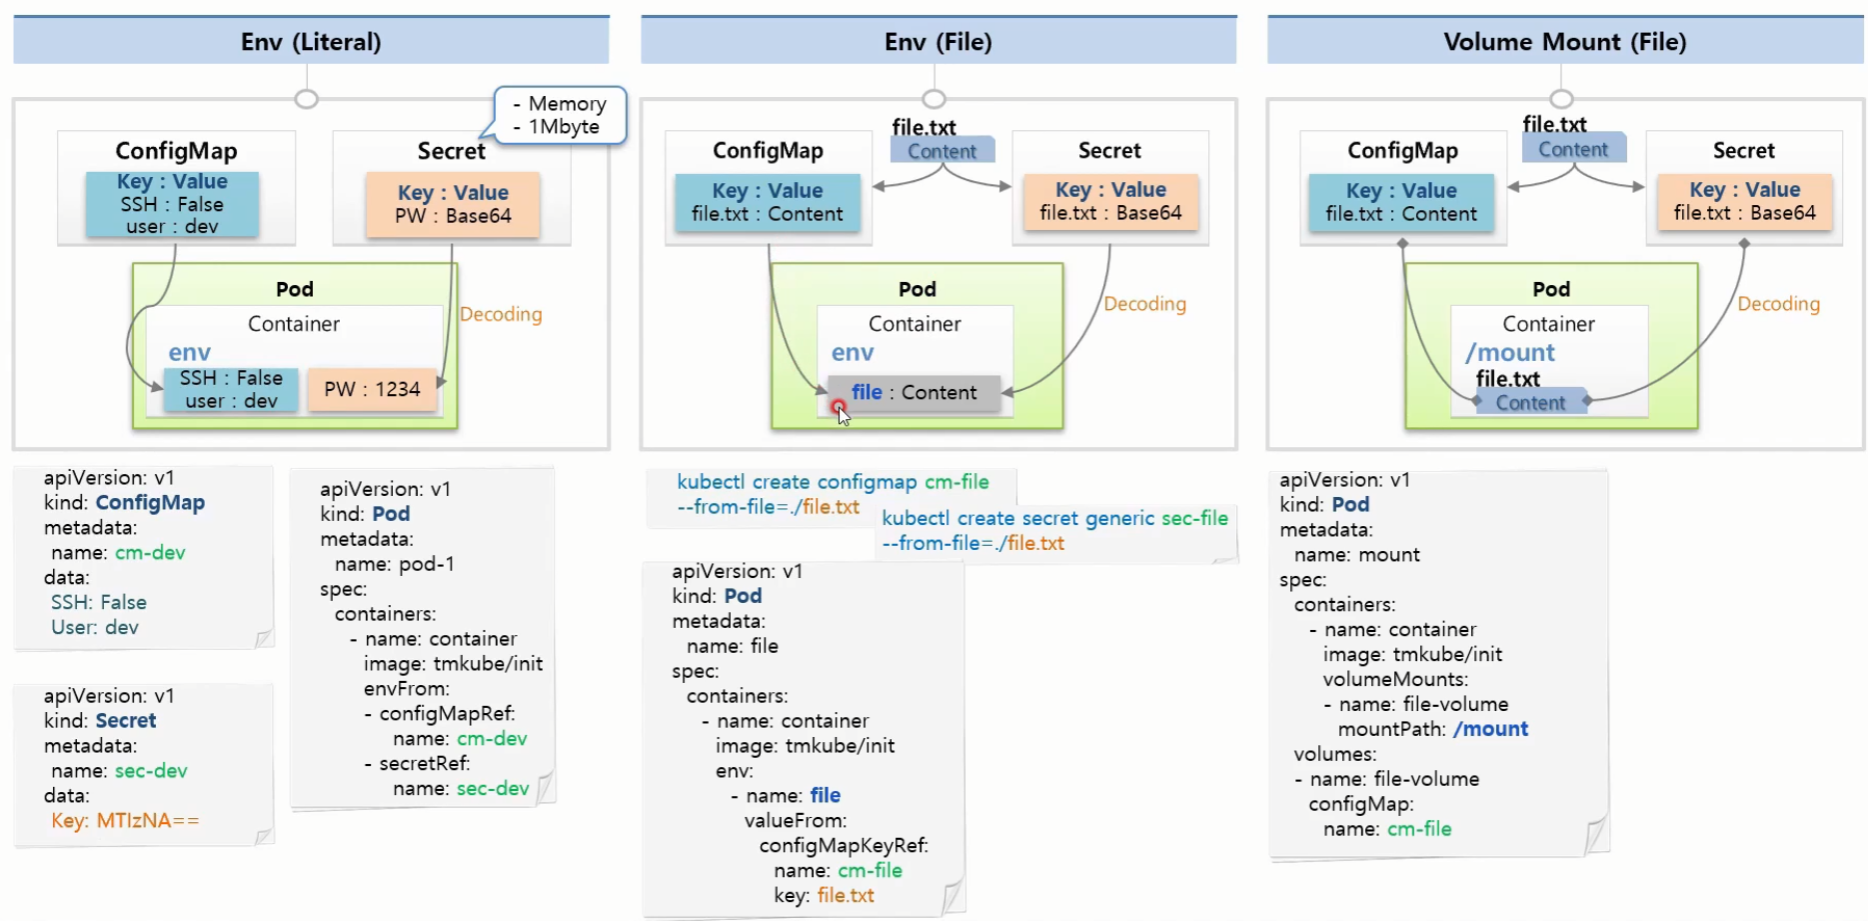 Env (Literal)
- Memory
- 1Mbyte
ConfigMap
Key : Value
SSH : False
user : dev
Secret
Key : Value
PW : Base64
Pod
Container
env
SSH : False
user : dev
PW : 1234
Decoding
apiVersion: v1
kind: ConfigMap
metadata:
name: cm-dev
data:
SSH: False
User: dev
apiVersion: v1
kind: Secret
metadata:
name: sec-dev
data:
Key: MTIzNA==
apiVersion: v1
kind: Pod
metadata:
name: pod-1
spec:
containers:
- name: container
image: tmkube/init
envFrom:
- configMapRef:
name: cm-dev
- secretRef:
name: sec-dev
Env (File)
file.txt
Content
ConfigMap
Key : Value
file.txt : Content
Secret
Key : Value
file.txt : Base64
Pod
Container
env
file : Content
Decoding
kubectl create configmap cm-file
--from-file=./file.txt
kubectl create secret generic sec-file
--from-file=./file.txt
apiVersion: v1
kind: Pod
metadata:
name: file
spec:
containers:
- name: container
image: tmkube/init
env:
- name: file
valueFrom:
configMapKeyRef:
name: cm-file
key: file.txt
Volume Mount (File)
file.txt
Content
ConfigMap
Key : Value
file.txt : Content
Secret
Key : Value
file.txt : Base64
Pod
Container
/mount
file.txt
Content
Decoding
apiVersion: v1
kind: Pod
metadata:
name: mount
spec:
containers:
- name: container
image: tmkube/init
volumeMounts:
- name: file-volume
mountPath: /mount
volumes:
- name: file-volume
configMap:
name: cm-file